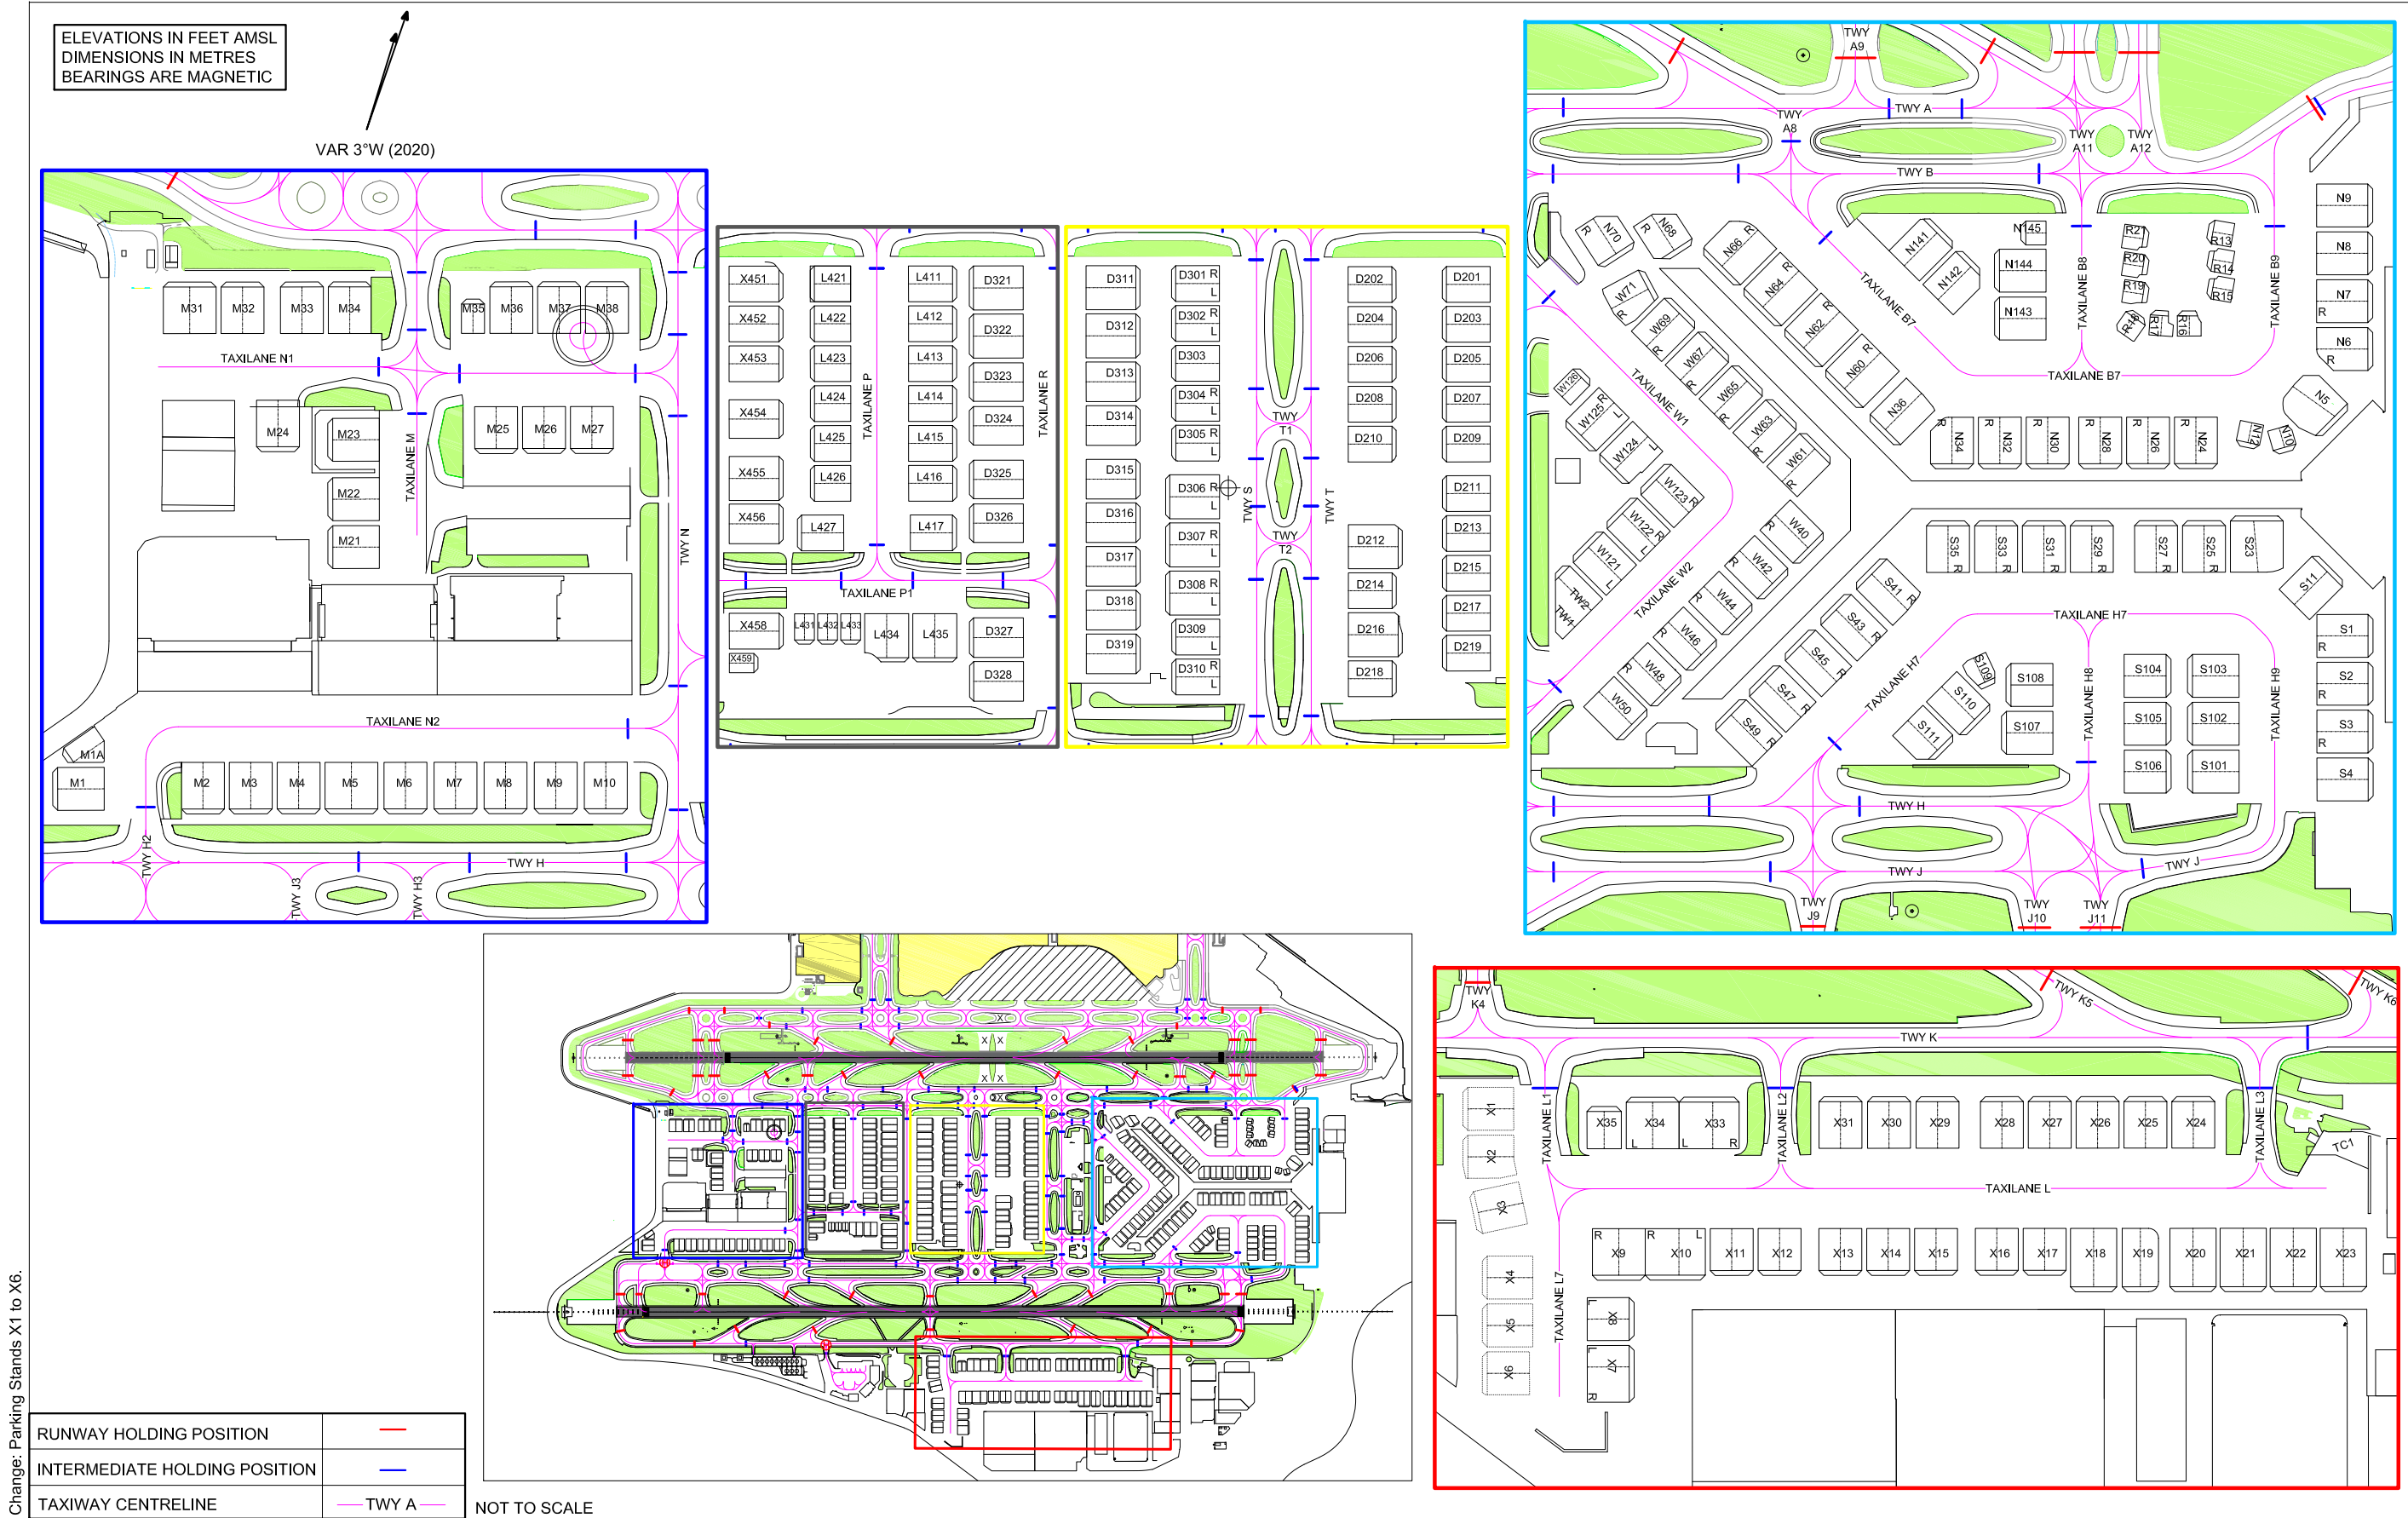 ELEVATIONS IN FEET AMSL
DIMENSIONS IN METRES
BEARINGS ARE MAGNETIC
VAR 3°W (2020)
M31
M32
M33
M34
M35
M36
M37
M38
TAXILANE N1
M24
M23
M22
M21
TAXILANE M
M25
M26
M27
TWY N
TAXILANE N2
M1A
M1
M2
M3
M4
M5
M6
M7
M8
M9
M10
TWY H2
TWY H
TWY J3
TWY H3
X451
L421
L411
D321
X452
L422
L412
D322
X453
L423
L413
D323
TAXILANE P
TAXILANE R
X454
L424
L414
D324
L425
L415
X455
L426
L416
D325
X456
L427
L417
D326
TAXILANE P1
X458
L431
L432
L433
L434
L435
D327
X459
D328
D311
D301 R
L
D312
D302 R
L
D303
D313
D304 R
L
D314
D305 R
L
D315
D306 R
L
D316
D307 R
L
D317
D308 R
L
D318
D309
L
D319
D310 R
L
TWY S
TWY
T1
TWY
T2
TWY T
D202
D201
D204
D203
D206
D205
D208
D207
D210
D209
D211
D212
D213
D214
D215
D216
D217
D218
D219
TWY
A9
TWY A
TWY
A8
TWY
A11
TWY
A12
TWY B
N70
R
N68
R
N66
R
N64
R
N62
R
N60
R
N36
N141
N142
N145
N144
N143
TAXILANE B7
TAXILANE B8
TAXILANE B9
TAXILANE B7
R21
R20
R19
R18
R17
R16
R13
R14
R15
N9
N8
N7
R
N6
R
N5
N10
N12
N34
R
N32
R
N30
R
N28
R
N26
R
N24
R
W71
R
W69
R
W67
R
W65
R
W63
R
W61
R
TAXILANE W1
W126
W125
R
L
W124
L
W123
R
W122
R
L
W121
L
TW2
TW4
TAXILANE W2
W40
R
W42
R
W44
R
W46
R
W48
R
W50
S35
R
S33
R
S31
R
S29
R
S27
R
S25
R
S23
S11
S41
R
S43
R
S45
R
S47
R
S49
R
TAXILANE H7
TAXILANE H7
TAXILANE H8
TAXILANE H9
S109
S108
S110
S107
S111
S104
S103
S105
S102
S106
S101
S1
R
S2
R
S3
R
S4
TWY H
TWY J
TWY J
TWY
J9
TWY
J10
TWY
J11
TWY
K4
TWY K5
TWY K6
TWY K
X1
X2
X3
X4
X5
X6
TAXILANE L1
TAXILANE L2
TAXILANE L3
X35
X34
L
X33
L
R
X31
X30
X29
X28
X27
X26
X25
X24
TC1
TAXILANE L
TAXILANE L7
R
X9
R
L
X10
X11
X12
X13
X14
X15
X16
X17
X18
X19
X20
X21
X22
X23
L
X8
L
X7
R
X
X X
X X
X
Change: Parking Stands X1 to X6.
RUNWAY HOLDING POSITION
INTERMEDIATE HOLDING POSITION
TAXIWAY CENTRELINE
TWY A
NOT TO SCALE